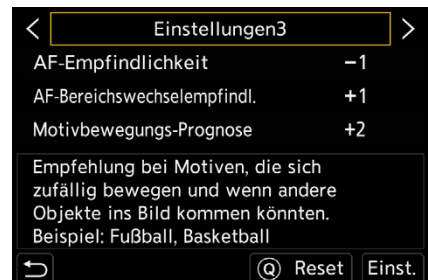 < Einstellungen3 >
AF-Empfindlichkeit −1
AF-Bereichswechselempfindl. +1
Motivbewegungs-Prognose +2
Empfehlung bei Motiven, die sich
zufällig bewegen und wenn andere
Objekte ins Bild kommen könnten.
Beispiel: Fußball, Basketball
Q Reset Einst.